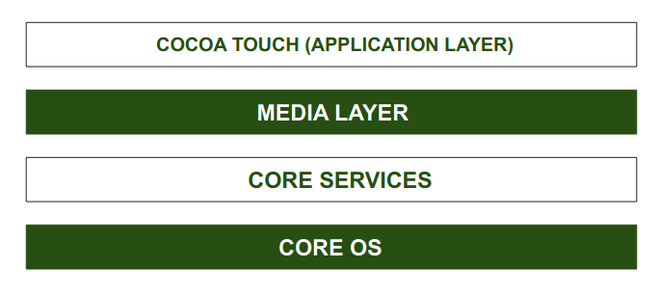 COCOA TOUCH (APPLICATION LAYER)
MEDIA LAYER
CORE SERVICES
CORE OS